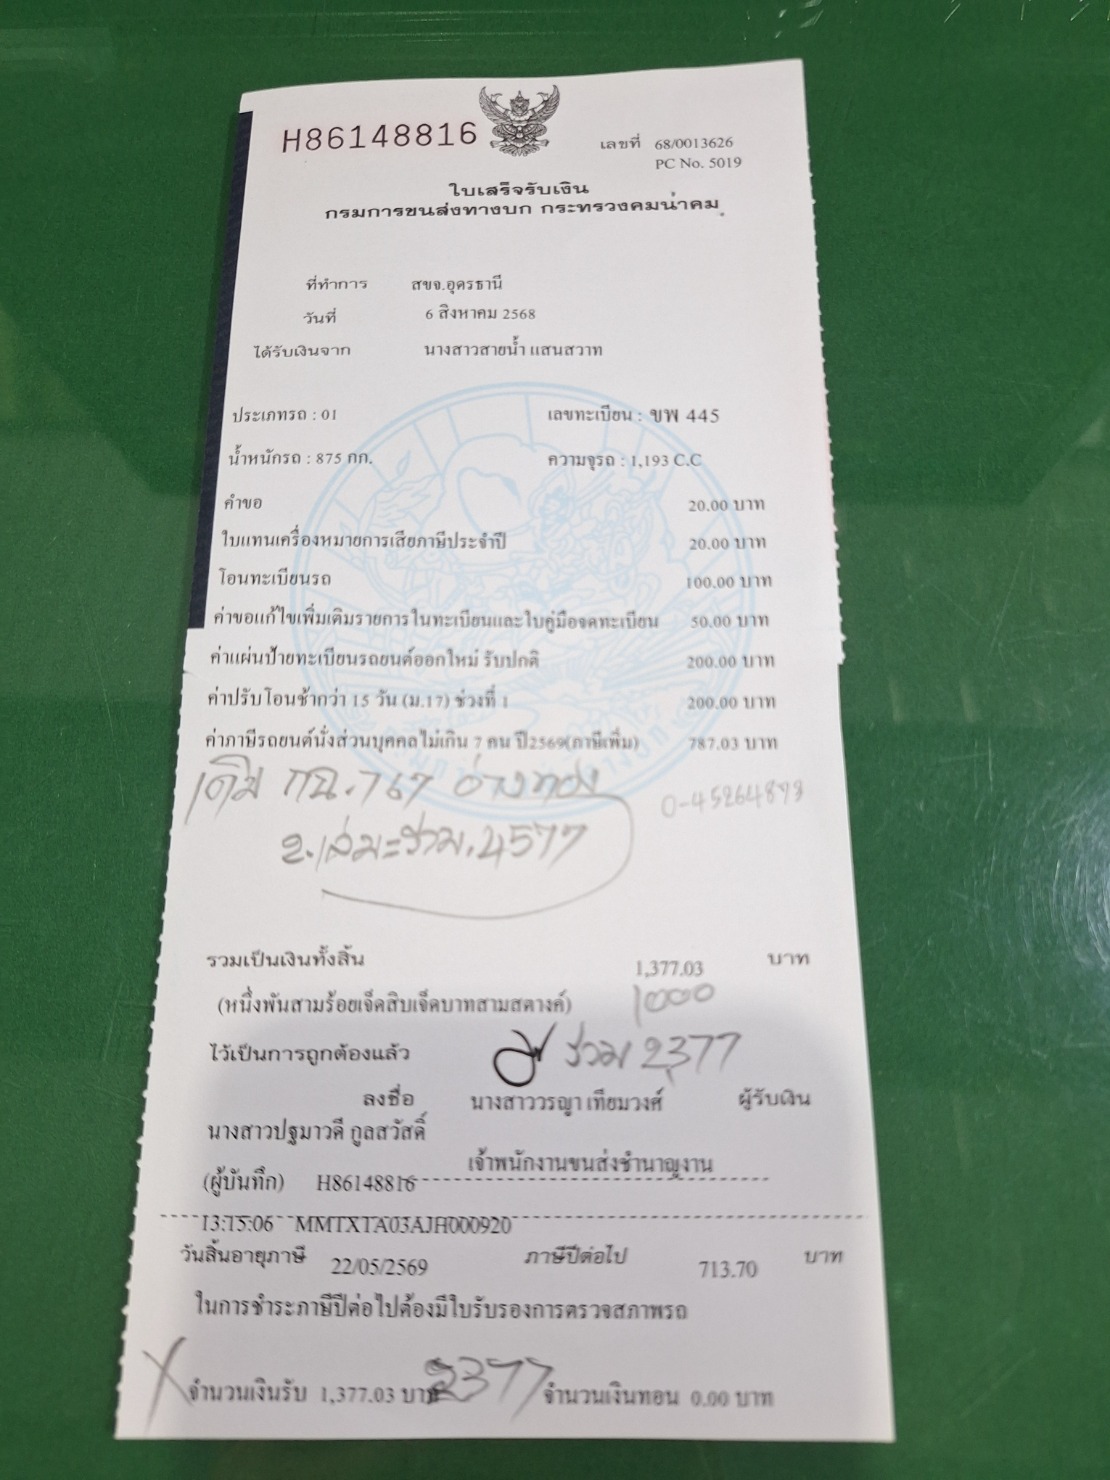 H86148816
เลขที่ 68/0013626
PC No. 5019
ใบเสร็จรับเงิน
กรมการขนส่งทางบก กระทรวงคมนาคม
ที่ทำการ สขจ.อุดรธานี
วันที่ 6 สิงหาคม 2568
ได้รับเงินจาก นางสาวสายน้ำ แสนสวาท
ประเภทรถ : 01 เลขทะเบียน : ขพ 445
น้ำหนักรถ : 875 กก. ความจุรถ : 1,193 C.C
คำขอ 20.00 บาท
ใบแทนเครื่องหมายการเสียภาษีประจำปี 20.00 บาท
โอนทะเบียนรถ 100.00 บาท
ค่าขอแก้ไขเพิ่มเติมรายการในทะเบียนและใบคู่มือจดทะเบียน 50.00 บาท
ค่าแผ่นป้ายทะเบียนรถยนต์ออกใหม่ รับปกติ 200.00 บาท
ค่าปรับโอนช้ากว่า 15 วัน (ม.17) ช่วงที่ 1 200.00 บาท
ค่าภาษีรถยนต์นั่งส่วนบุคคลไม่เกิน 7 คน ปี2569(ภาษีเพิ่ม) 787.03 บาท
เดิม กฉ.767 อ่างทอง 0-45264893
2.เล่ม=รวม.4577
รวมเป็นเงินทั้งสิ้น 1,377.03 บาท
(หนึ่งพันสามร้อยเจ็ดสิบเจ็ดบาทสามสตางค์) 1000
ไว้เป็นการถูกต้องแล้ว รวม 2,377
ลงชื่อ นางสาววรญา เทียมวงศ์ ผู้รับเงิน
นางสาวปฐมาวดี กูลสวัสดิ์
เจ้าพนักงานขนส่งชำนาญงาน
(ผู้บันทึก) H86148816
13:15:06 MMTXTA03AJH000920
วันสิ้นอายุภาษี 22/05/2569 ภาษีปีต่อไป 713.70 บาท
ในการชำระภาษีปีต่อไปต้องมีใบรับรองการตรวจสภาพรถ
X จำนวนเงินรับ 1,377.03 บาท 2377 จำนวนเงินทอน 0.00 บาท